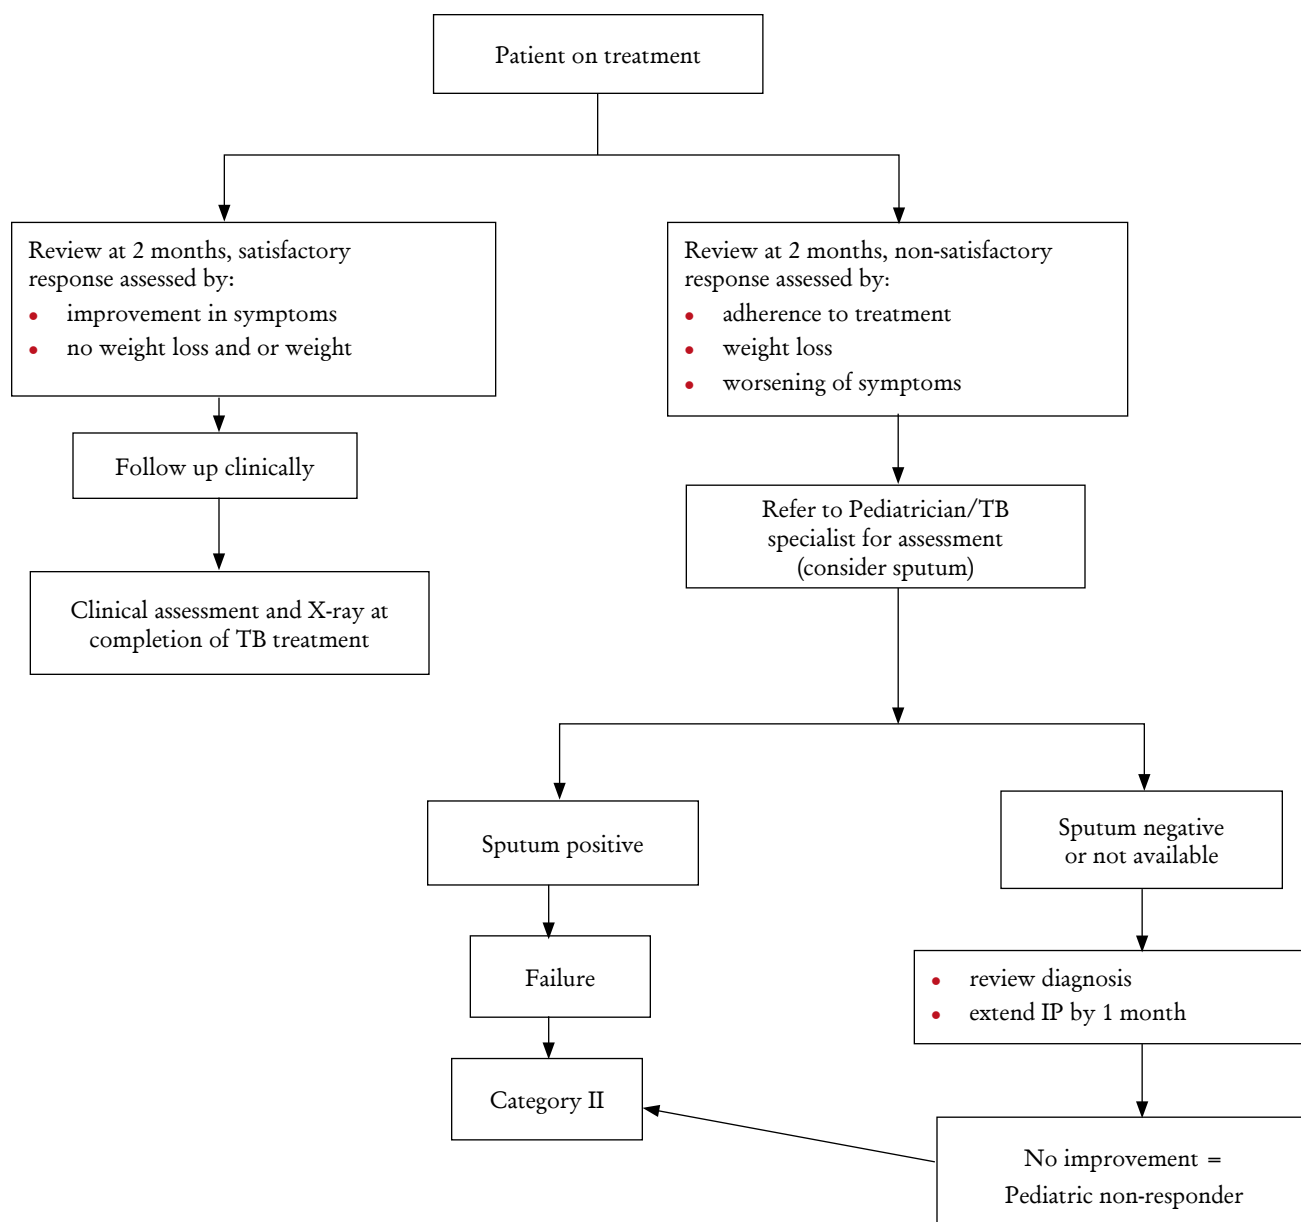 Patient on treatment
Review at 2 months, satisfactory
response assessed by:
• improvement in symptoms
• no weight loss and or weight
Review at 2 months, non-satisfactory
response assessed by:
• adherence to treatment
• weight loss
• worsening of symptoms
Follow up clinically
Refer to Pediatrician/TB
specialist for assessment
(consider sputum)
Clinical assessment and X-ray at
completion of TB treatment
Sputum positive
Sputum negative
or not available
Failure
• review diagnosis
• extend IP by 1 month
Category II
No improvement =
Pediatric non-responder